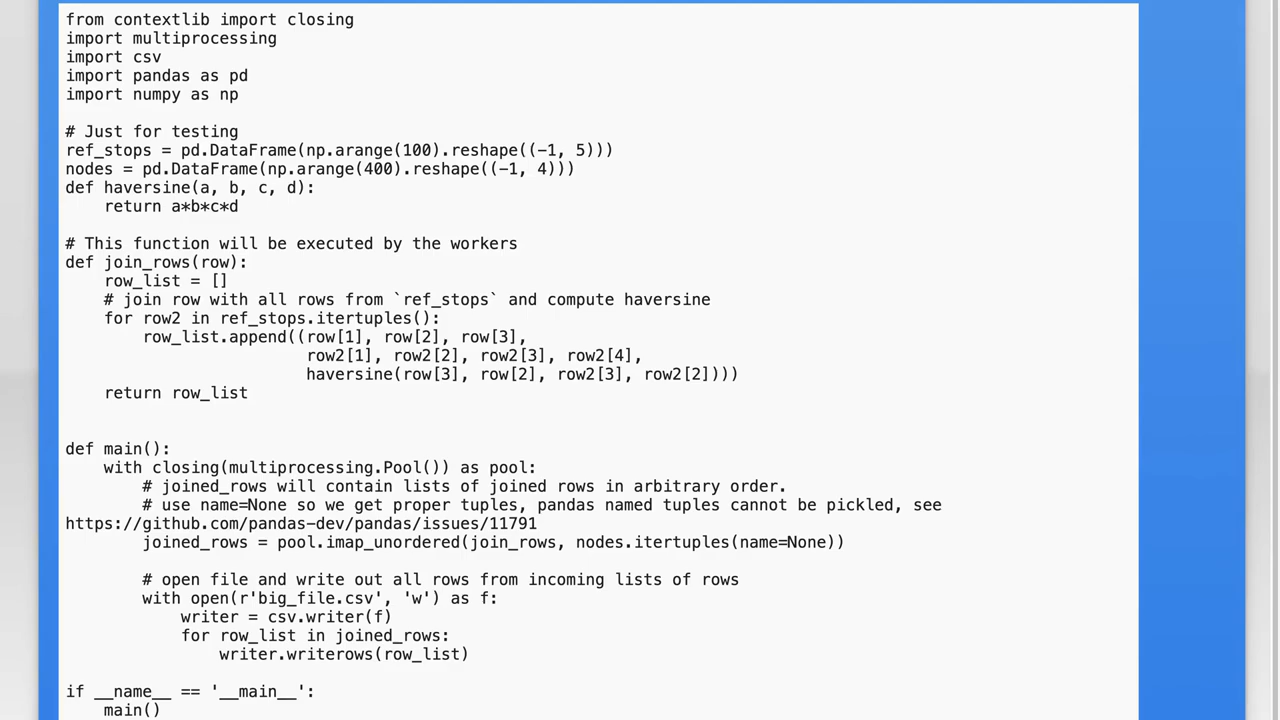 from contextlib import closing
import multiprocessing
import csv
import pandas as pd
import numpy as np

# Just for testing
ref_stops = pd.DataFrame(np.arange(100).reshape((-1, 5)))
nodes = pd.DataFrame(np.arange(400).reshape((-1, 4)))
def haversine(a, b, c, d):
    return a*b*c*d

# This function will be executed by the workers
def join_rows(row):
    row_list = []
    # join row with all rows from `ref_stops` and compute haversine
    for row2 in ref_stops.itertuples():
        row_list.append((row[1], row[2], row[3],
                         row2[1], row2[2], row2[3], row2[4],
                         haversine(row[3], row[2], row2[3], row2[2])))
    return row_list


def main():
    with closing(multiprocessing.Pool()) as pool:
        # joined_rows will contain lists of joined rows in arbitrary order.
        # use name=None so we get proper tuples, pandas named tuples cannot be pickled, see
https://github.com/pandas-dev/pandas/issues/11791
        joined_rows = pool.imap_unordered(join_rows, nodes.itertuples(name=None))

        # open file and write out all rows from incoming lists of rows
        with open(r'big_file.csv', 'w') as f:
            writer = csv.writer(f)
            for row_list in joined_rows:
                writer.writerows(row_list)

if __name__ == '__main__':
    main()